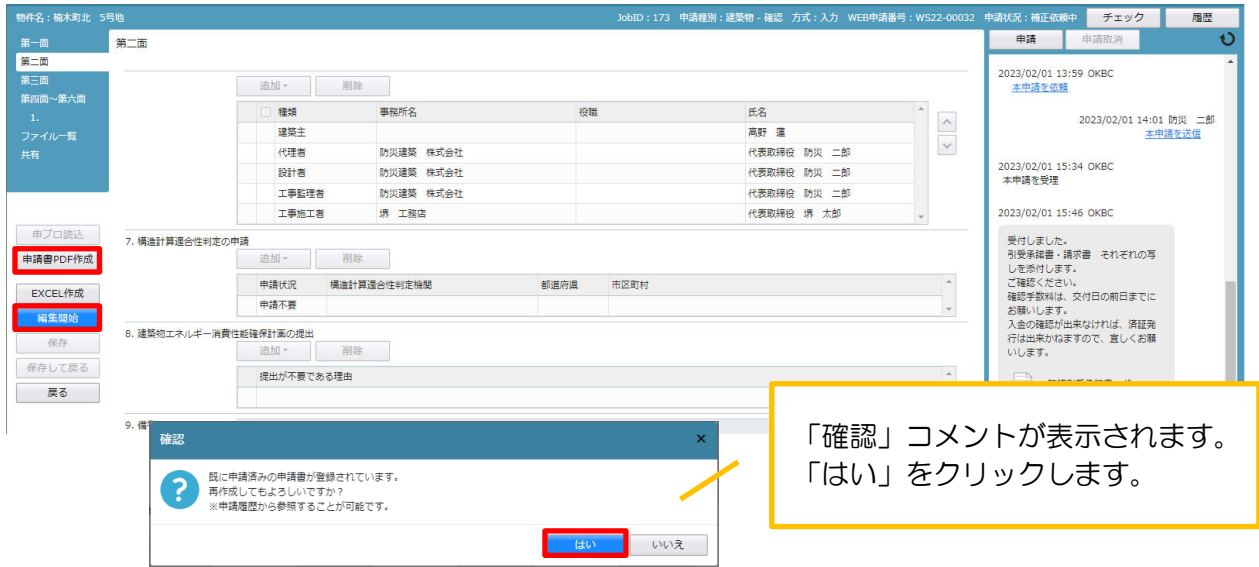 物件名：楠木町北　5号地
JobID：173　申請種別：建築物 - 確認　方式：入力　WEB申請番号：WS22-00032　申請状況：補正依頼中
チェック
履歴
第一面
第二面
第三面
第四面～第六面
1.
ファイル一覧
共有
申プロ読込
申請書PDF作成
EXCEL作成
編集開始
保存
保存して戻る
戻る
第二面
追加
削除
種類　事務所名　役職　氏名
建築主　高野　蓮
代理者　防災建築　株式会社　代表取締役　防災　二郎
設計者　防災建築　株式会社　代表取締役　防災　二郎
工事監理者　防災建築　株式会社　代表取締役　防災　二郎
工事施工者　堺　工務店　代表取締役　堺　太郎
7. 構造計算適合性判定の申請
追加
削除
申請状況　構造計算適合性判定機関　都道府県　市区町村
申請不要
8. 建築物エネルギー消費性能確保計画の提出
追加
削除
提出が不要である理由
9. 備
申請
申請取消
2023/02/01 13:59 OKBC
本申請を依頼
2023/02/01 14:01 防災　二郎
本申請を送信
2023/02/01 15:34 OKBC
本申請を受理
2023/02/01 15:46 OKBC
受付しました。
引受承諾書・請求書　それぞれの写
しを添付します。
ご確認ください。
確認手数料は、交付日の前日までに
お願いします。
入金の確認が出来なければ、済証発
行は出来かねますので、宜しくお願
いします。
確認
×
既に申請済みの申請書が登録されています。
再作成してもよろしいですか？
※申請履歴から参照することが可能です。
はい
いいえ
「確認」コメントが表示されます。
「はい」をクリックします。